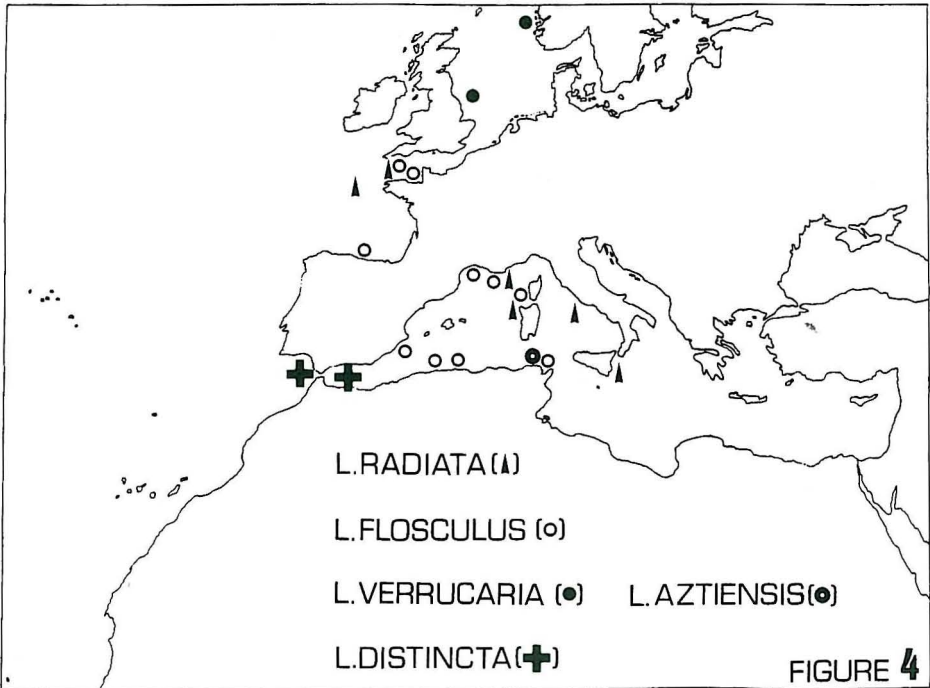 L.RADIATA(▲)
L.FLOSCULUS (○)
L.VERRUCARIA (●) L.AZTIENSIS(◉)
L.DISTINCTA(✚)
FIGURE 4